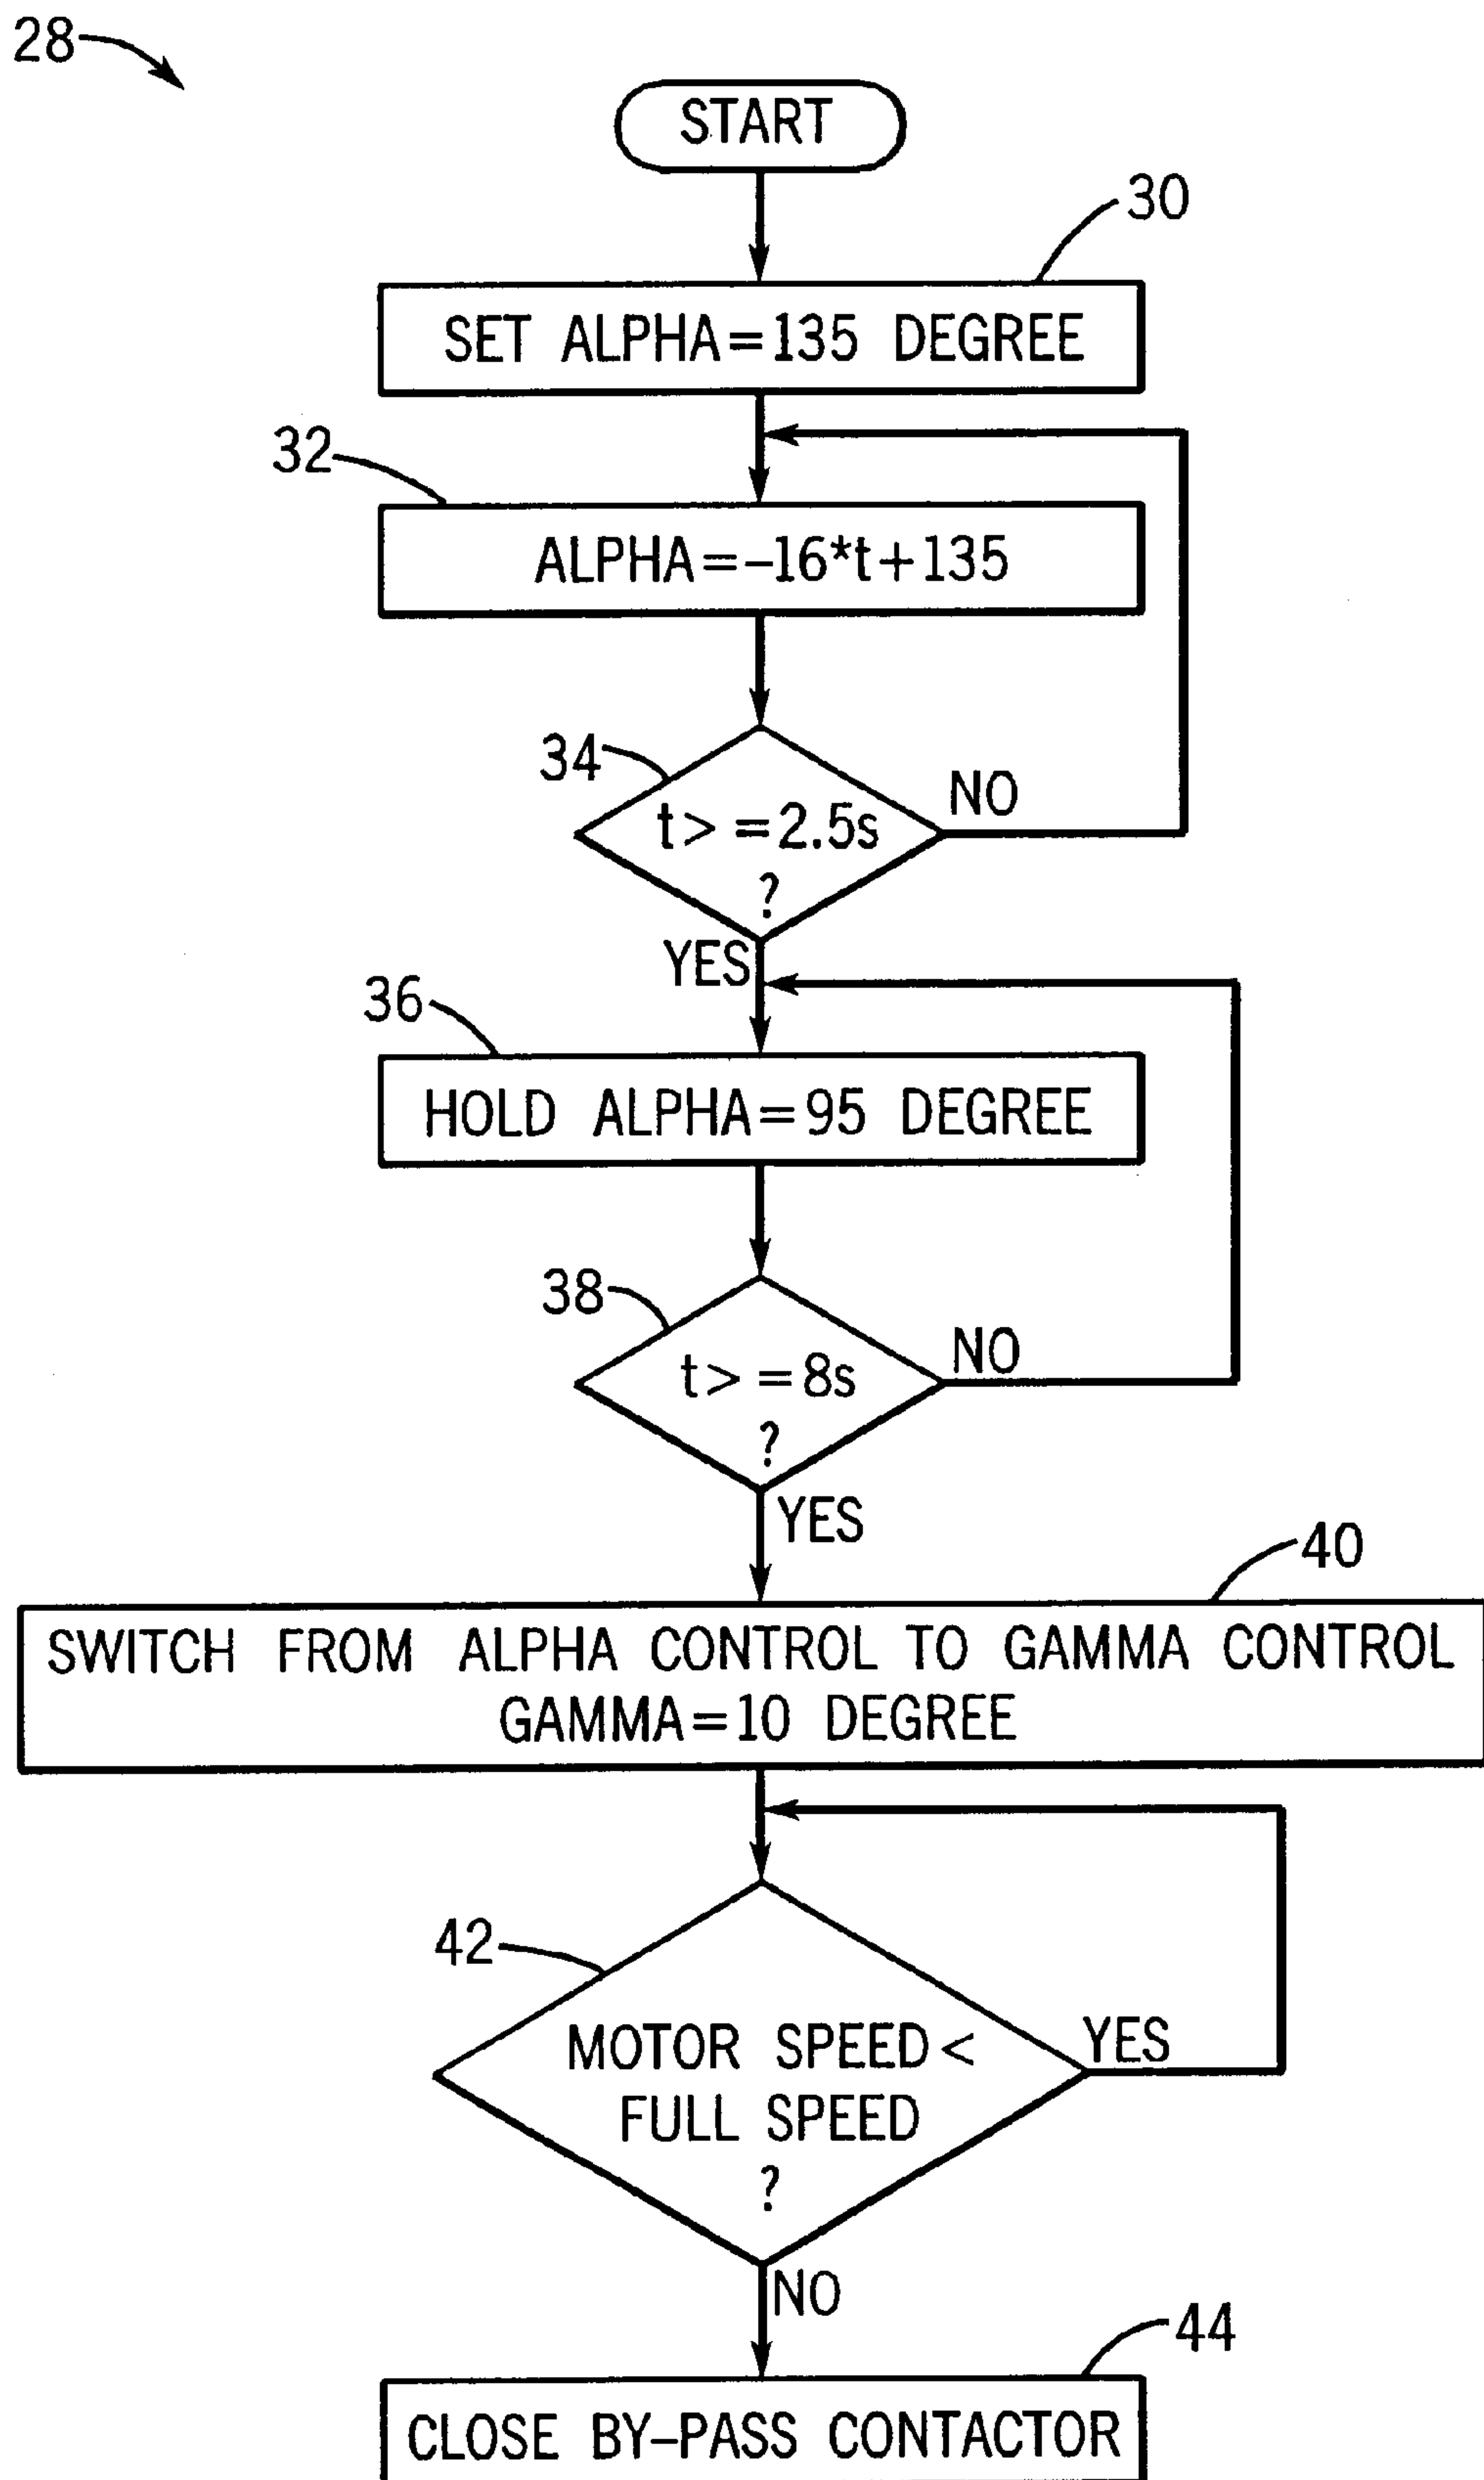 28
START
30
SET ALPHA=135 DEGREE
32
ALPHA=–16*t+135
34
t> =2.5s
?
NO
YES
36
HOLD ALPHA=95 DEGREE
38
t> =8s
?
NO
YES
40
SWITCH FROM ALPHA CONTROL TO GAMMA CONTROL
GAMMA=10 DEGREE
42
MOTOR SPEED<
FULL SPEED
?
YES
NO
44
CLOSE BY–PASS CONTACTOR